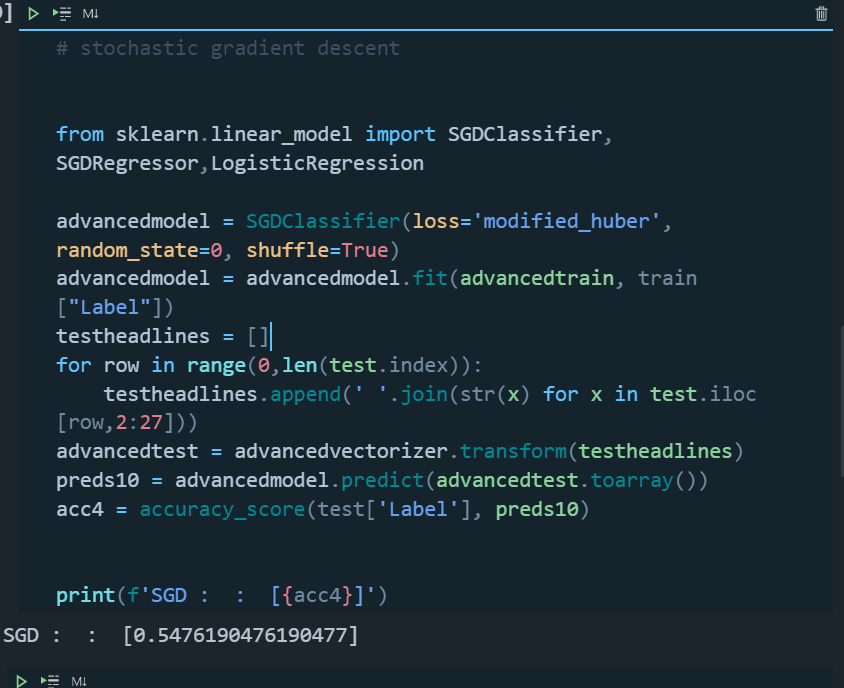 ]
M↓
# stochastic gradient descent
from sklearn.linear_model import SGDClassifier,
SGDRegressor,LogisticRegression
advancedmodel = SGDClassifier(loss='modified_huber',
random_state=0, shuffle=True)
advancedmodel = advancedmodel.fit(advancedtrain, train
["Label"])
testheadlines = []
for row in range(0,len(test.index)):
    testheadlines.append(' '.join(str(x) for x in test.iloc
[row,2:27]))
advancedtest = advancedvectorizer.transform(testheadlines)
preds10 = advancedmodel.predict(advancedtest.toarray())
acc4 = accuracy_score(test['Label'], preds10)
print(f'SGD :  :  [{acc4}]')
SGD :  :  [0.5476190476190477]
M↓